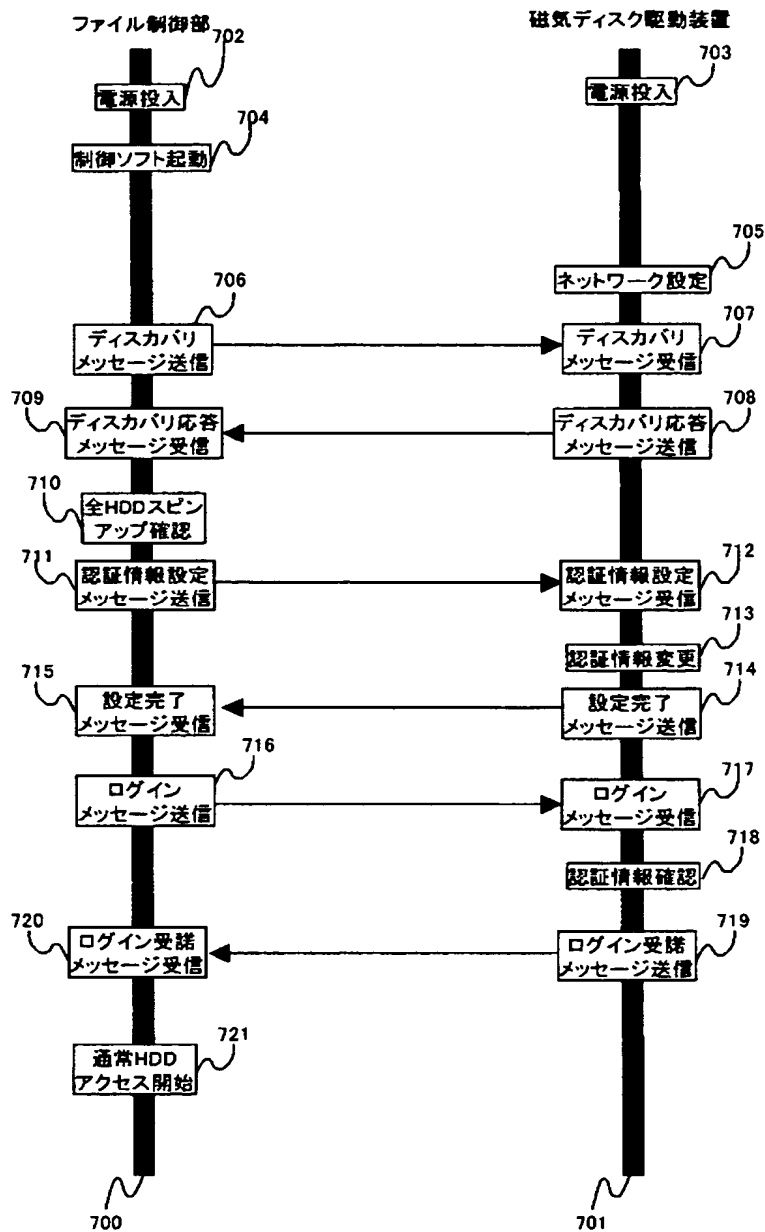 ファイル制御部
磁気ディスク駆動装置
702
703
電源投入
電源投入
704
制御ソフト起動
705
ネットワーク設定
706
707
ディスカバリ
メッセージ送信
ディスカバリ
メッセージ受信
709
708
ディスカバリ応答
メッセージ受信
ディスカバリ応答
メッセージ送信
710
全HDDスピン
アップ確認
711
712
認証情報設定
メッセージ送信
認証情報設定
メッセージ受信
713
認証情報変更
715
714
設定完了
メッセージ受信
設定完了
メッセージ送信
716
717
ログイン
メッセージ送信
ログイン
メッセージ受信
718
認証情報確認
720
719
ログイン受諾
メッセージ受信
ログイン受諾
メッセージ送信
721
通常HDD
アクセス開始
700
701